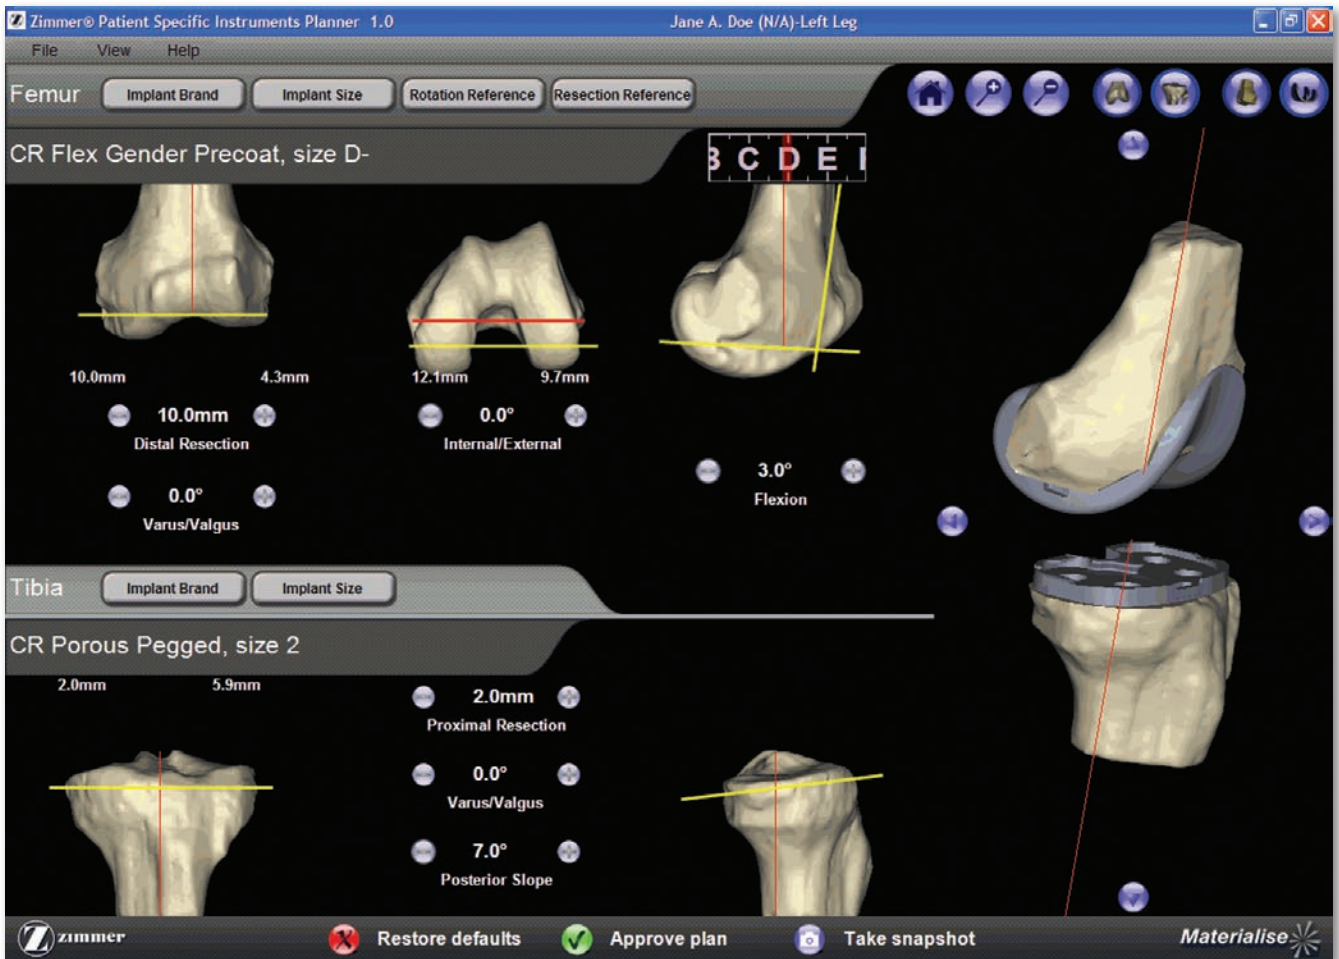 Zimmer® Patient Specific Instruments Planner 1.0
Jane A. Doe (N/A)-Left Leg
File View Help
Femur Implant Brand Implant Size Rotation Reference Resection Reference
CR Flex Gender Precoat, size D-
C D E
10.0mm 4.3mm 12.1mm 9.7mm
10.0mm 0.0°
Distal Resection Internal/External
3.0°
Flexion
0.0°
Varus/Valgus
Tibia Implant Brand Implant Size
CR Porous Pegged, size 2
2.0mm 5.9mm
2.0mm
Proximal Resection
0.0°
Varus/Valgus
7.0°
Posterior Slope
zimmer Restore defaults Approve plan Take snapshot Materialise